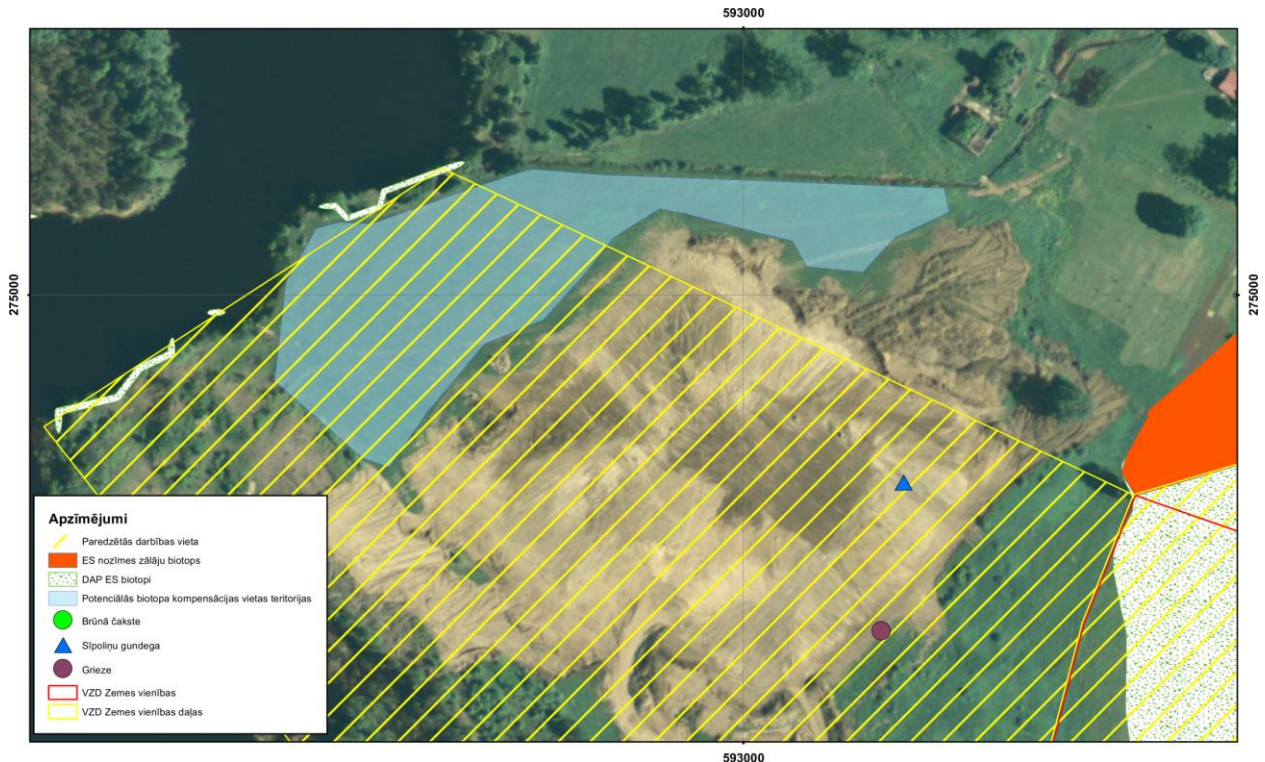 593000
275000
275000
Apzīmējumi
Paredzētās darbības vieta
ES nozīmes zālāju biotops
DAP ES biotopi
Potenciālās biotopa kompensācijas vietas teritorijas
Brūnā čakste
Sīpoliņu gundega
Grieze
VZD Zemes vienības
VZD Zemes vienības daļas
593000